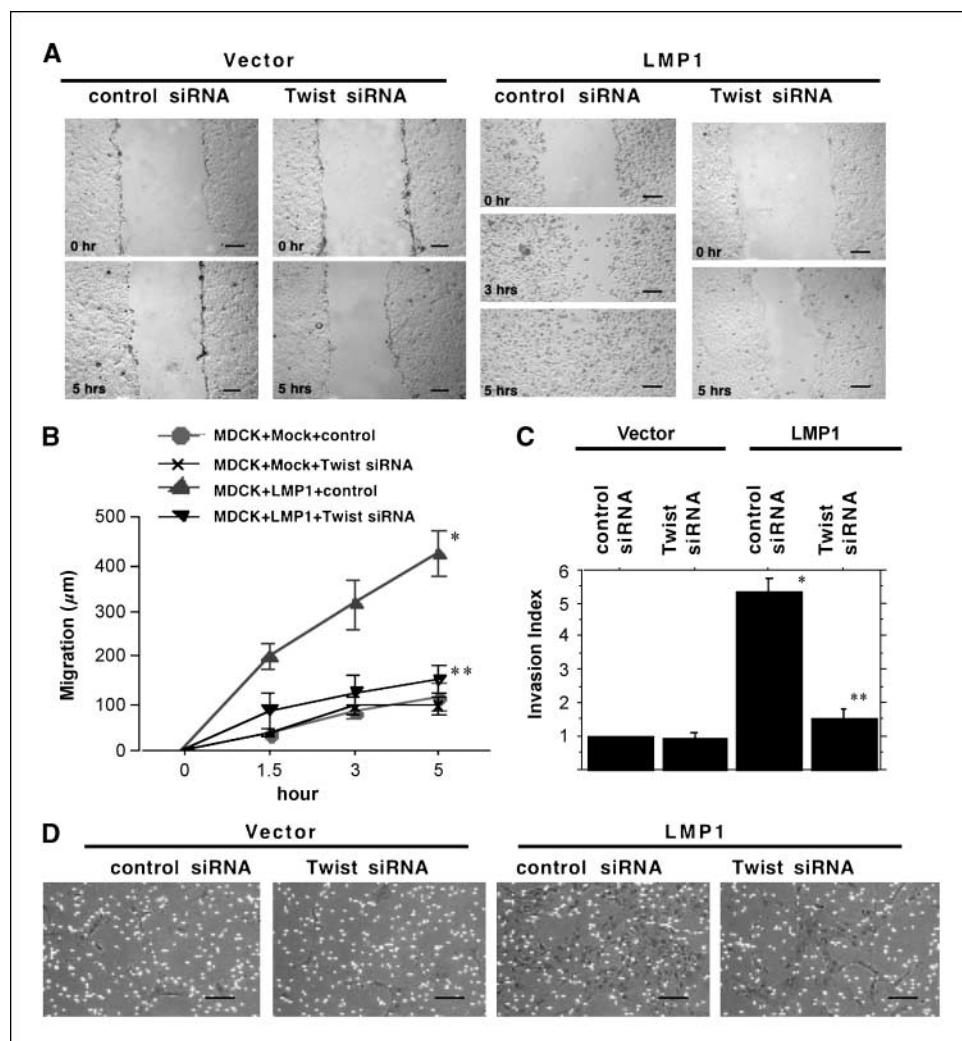 A
Vector
LMP1
control siRNA
Twist siRNA
control siRNA
Twist siRNA
0 hr
0 hr
0 hr
0 hr
3 hrs
5 hrs
5 hrs
5 hrs
5 hrs
B
MDCK+Mock+control
MDCK+Mock+Twist siRNA
MDCK+LMP1+control
MDCK+LMP1+Twist siRNA
Migration (μm)
500
400
300
200
100
0
*
**
0
1.5
3
5
hour
C
Vector
LMP1
control siRNA
Twist siRNA
control siRNA
Twist siRNA
Invasion Index
6
5
4
3
2
1
*
**
D
Vector
LMP1
control siRNA
Twist siRNA
control siRNA
Twist siRNA